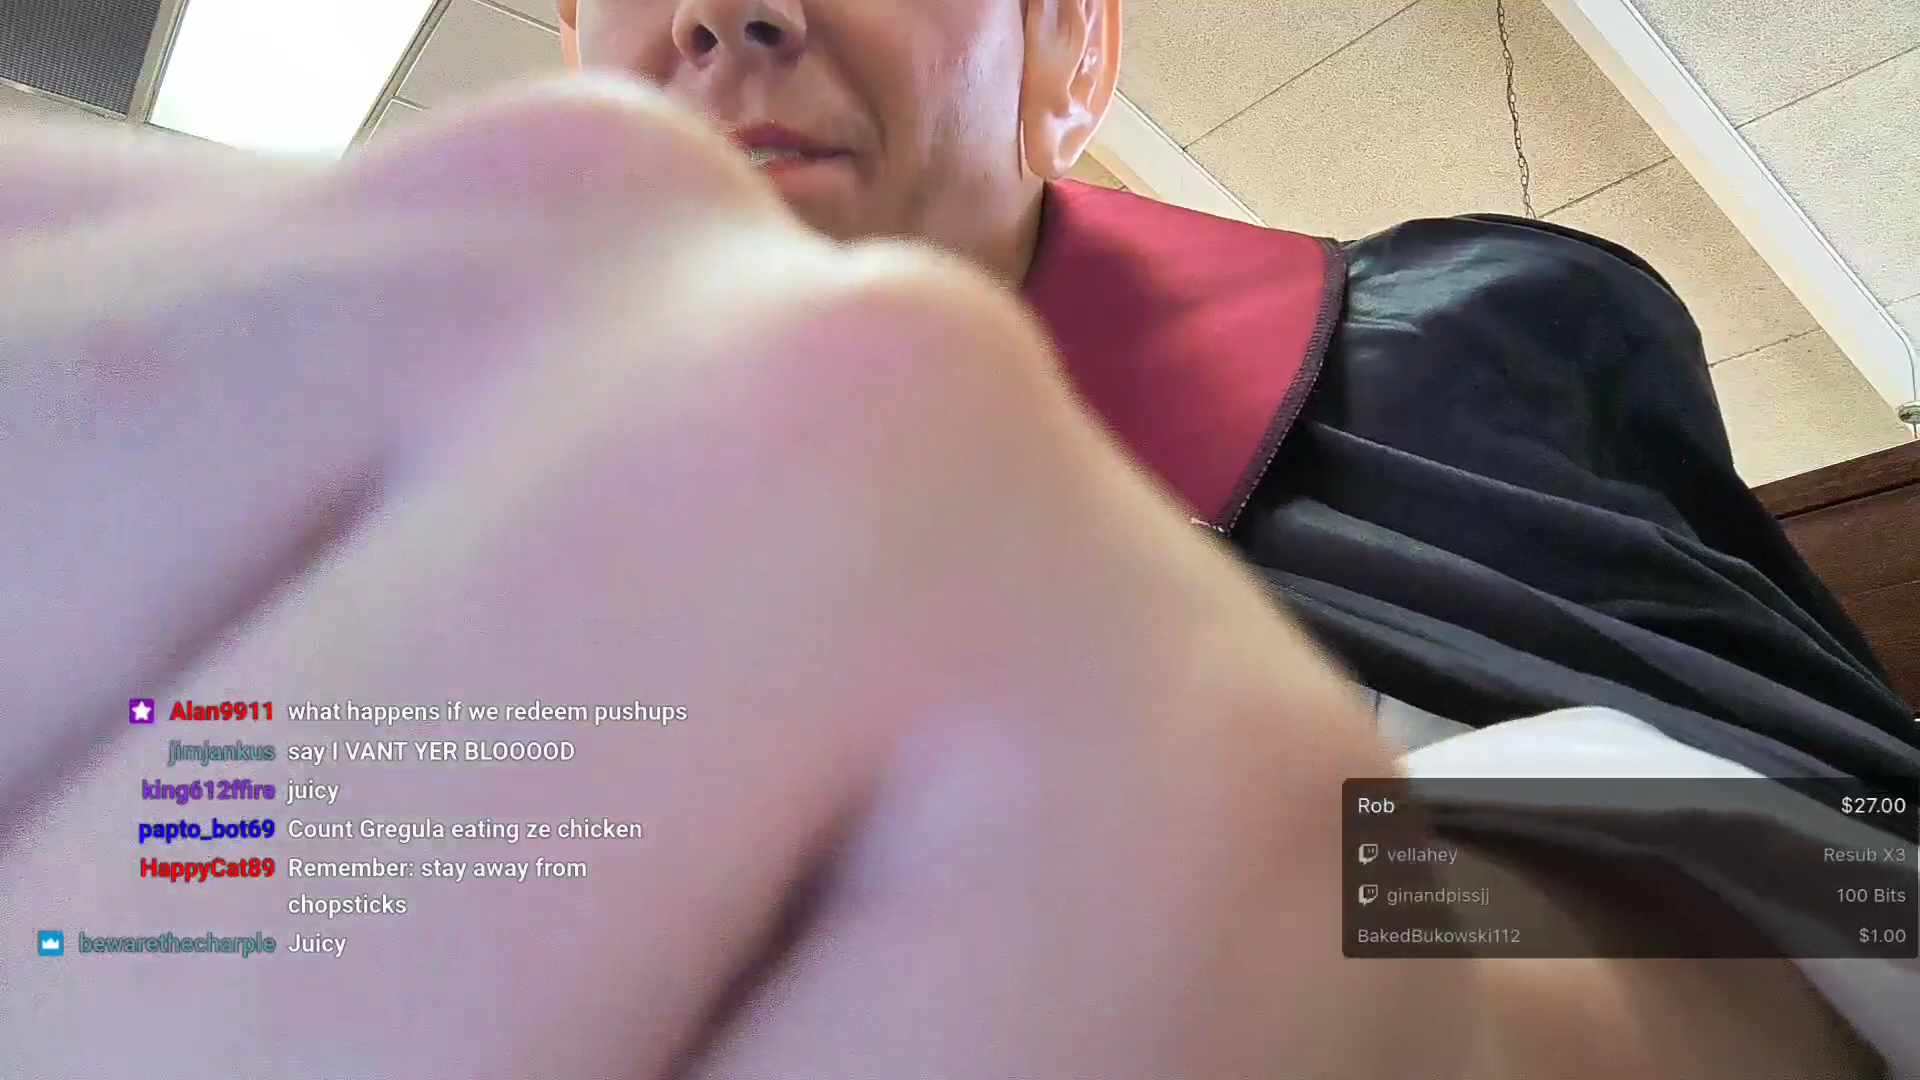 Alan9911 what happens if we redeem pushups
jimjankus say I VANT YER BLOOOOD
king612ffire juicy
papto_bot69 Count Gregula eating ze chicken
HappyCat89 Remember: stay away from
chopsticks
bewarethecharple Juicy
Rob $27.00
vellahey Resub X3
ginandpissjj 100 Bits
BakedBukowski112 $1.00